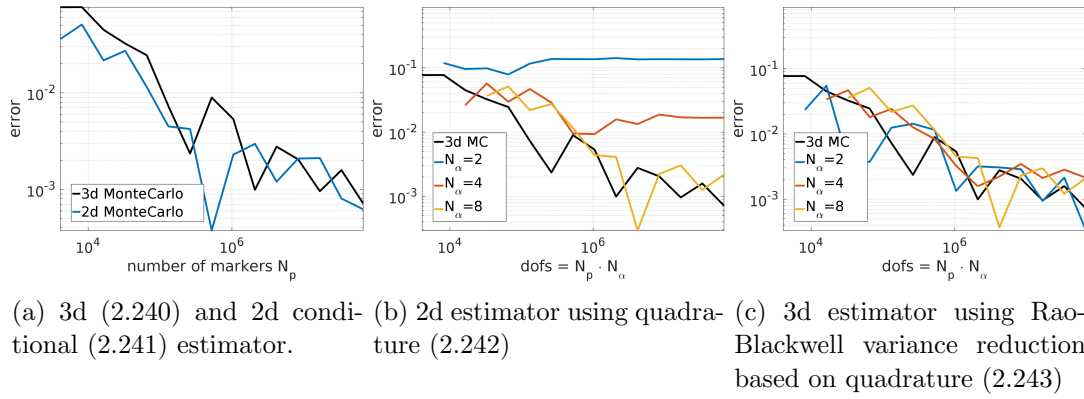 error
10^-2
10^-3
3d MonteCarlo
2d MonteCarlo
10^4
10^6
number of markers N_p
error
10^-1
10^-2
10^-3
3d MC
N_α=2
N_α=4
N_α=8
10^4
10^6
dofs = N_p · N_α
error
10^-1
10^-2
10^-3
3d MC
N_α=2
N_α=4
N_α=8
10^4
10^6
dofs = N_p · N_α
(a) 3d (2.240) and 2d condi-
tional (2.241) estimator.
(b) 2d estimator using quadra-
ture (2.242)
(c) 3d estimator using Rao-
Blackwell variance reduction
based on quadrature (2.243)